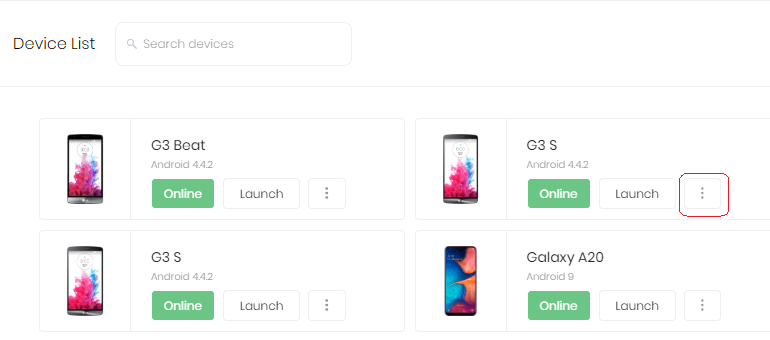 Device List
Search devices
G3 Beat
Android 4.4.2
Online Launch
G3 S
Android 4.4.2
Online Launch
G3 S
Android 4.4.2
Online Launch
Galaxy A20
Android 9
Online Launch